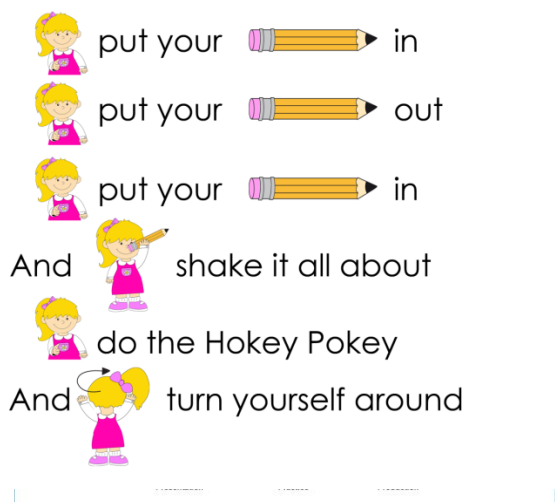 put your in
put your out
put your in
And shake it all about
do the Hokey Pokey
And turn yourself around